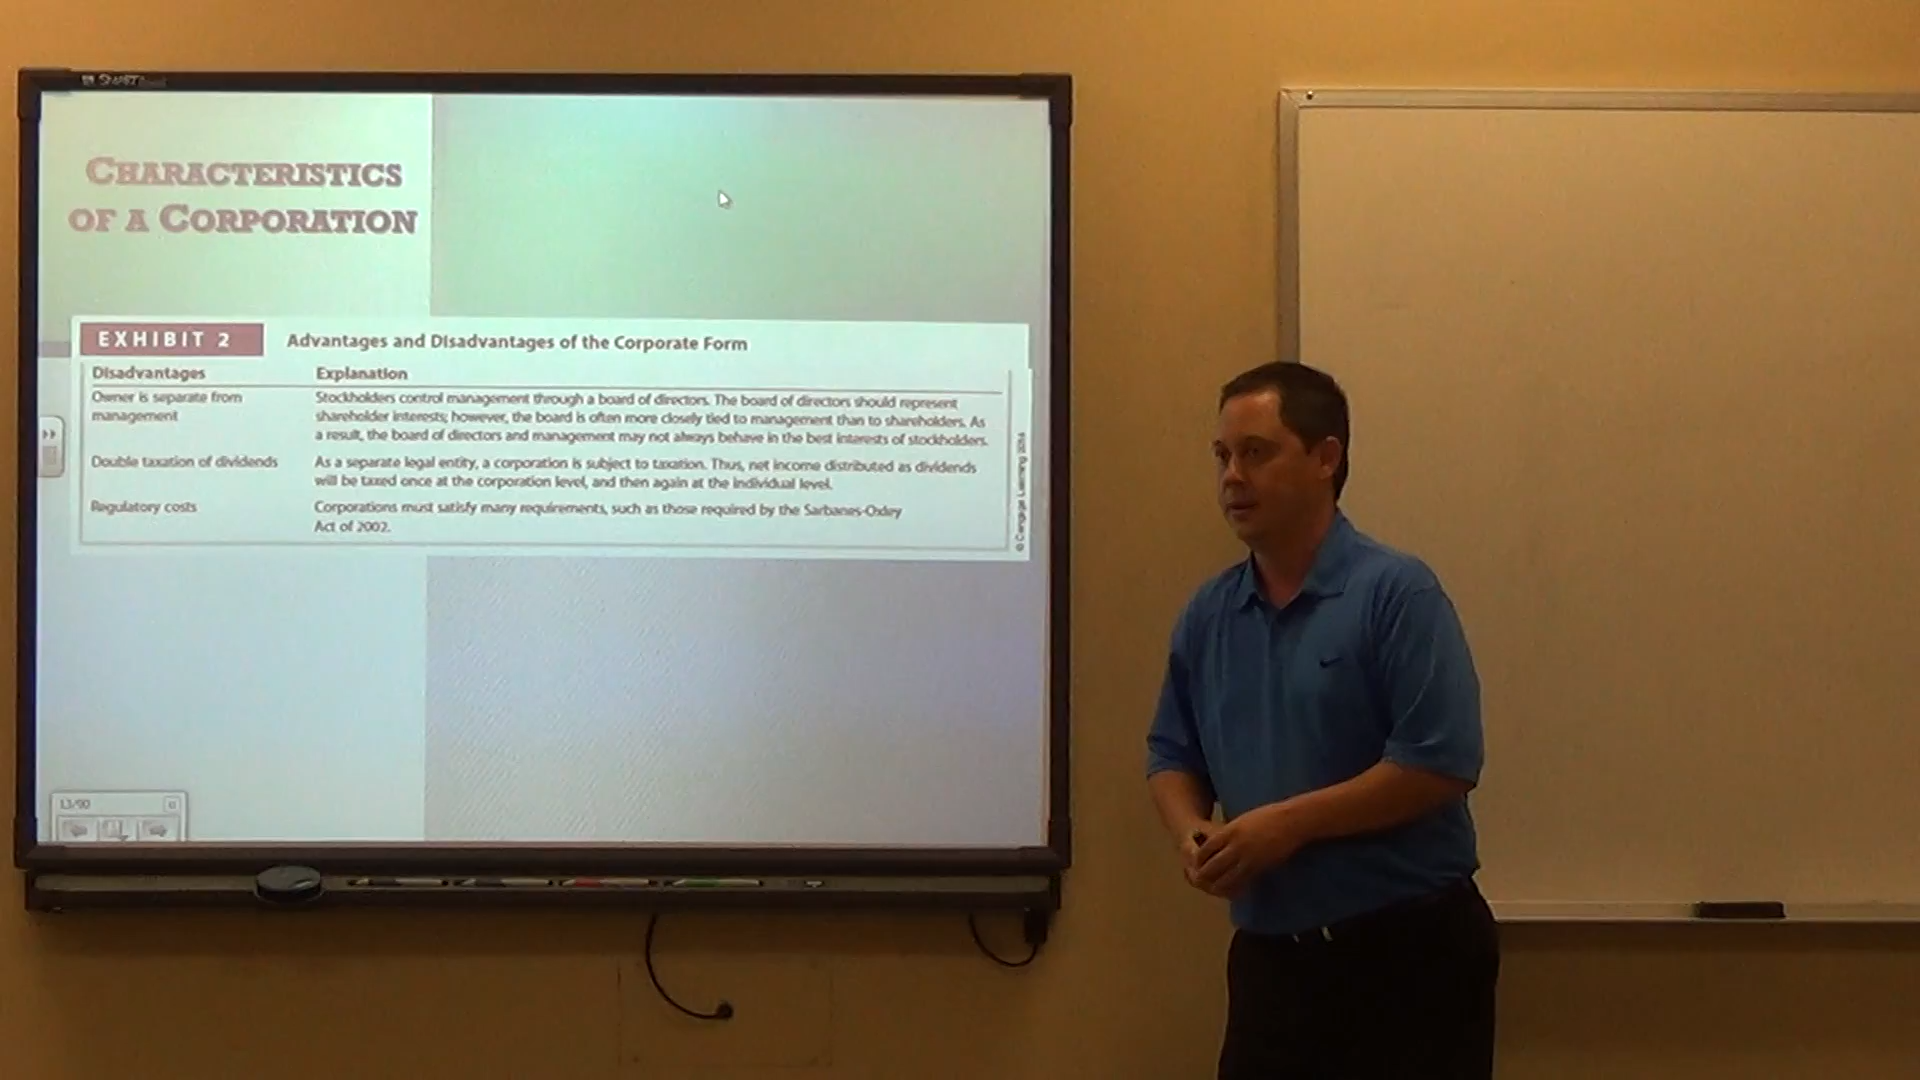 SMART
CHARACTERISTICS
OF A CORPORATION
EXHIBIT 2 Advantages and Disadvantages of the Corporate Form
Disadvantages Explanation
Owner is separate from management
Stockholders control management through a board of directors. The board of directors should represent
shareholder interests; however, the board is often more closely tied to management than to shareholders. As
a result, the board of directors and management may not always behave in the best interests of stockholders.
Double taxation of dividends
As a separate legal entity, a corporation is subject to taxation. Thus, net income distributed as dividends
will be taxed once at the corporation level, and then again at the individual level.
Regulatory costs
Corporations must satisfy many requirements, such as those required by the Sarbanes-Oxley
Act of 2002.
© Cengage Learning 2014
13/90